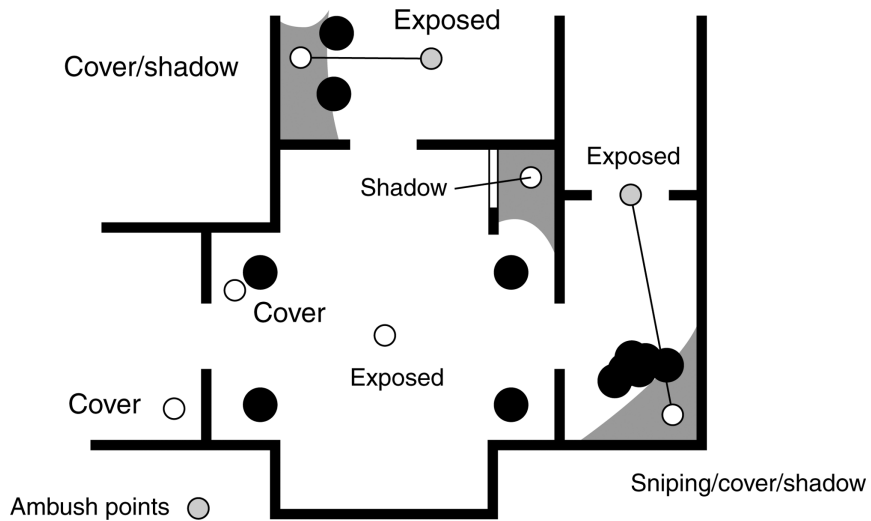 Exposed
Cover/shadow
Exposed
Shadow
Cover
Exposed
Cover
Sniping/cover/shadow
Ambush points